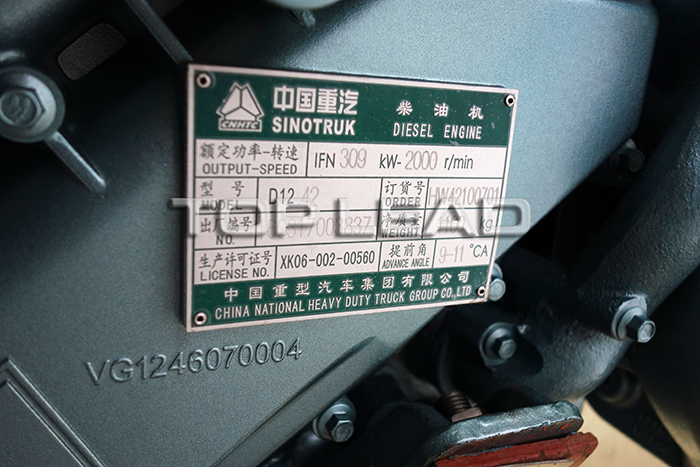 中国重汽 柴油机
CNHTC SINOTRUK DIESEL ENGINE
额定功率-转速 IFN 309 kW- 2000 r/min
OUTPUT-SPEED
型号 D12.42 订货号 HW42100701
MODEL
TOP LEAD
出厂编号 净质量 kg
NO. WEIGHT
生产许可证号 XK06-002-00560 提前角 9-11 °CA
LICENSE NO. ADVANCE ANGLE
中国重型汽车集团有限公司
CHINA NATIONAL HEAVY DUTY TRUCK GROUP CO.,LTD
VG1246070004